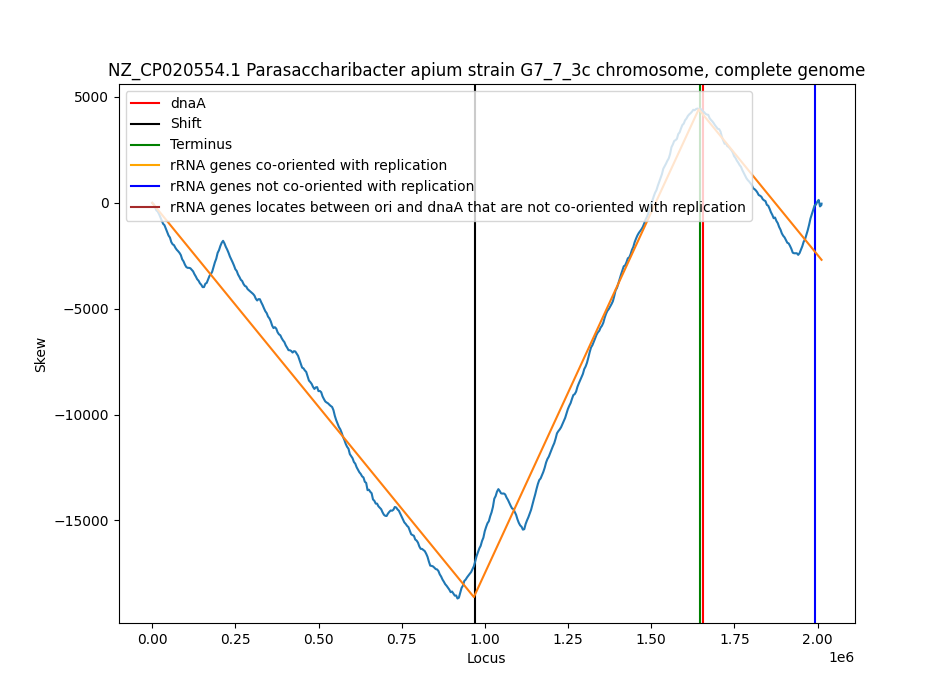 NZ_CP020554.1 Parasaccharibacter apium strain G7_7_3c chromosome, complete genome
dnaA
Shift
Terminus
rRNA genes co-oriented with replication
rRNA genes not co-oriented with replication
rRNA genes locates between ori and dnaA that are not co-oriented with replication
5000
0
−5000
−10000
−15000
Skew
0.00 0.25 0.50 0.75 1.00 1.25 1.50 1.75 2.00
1e6
Locus